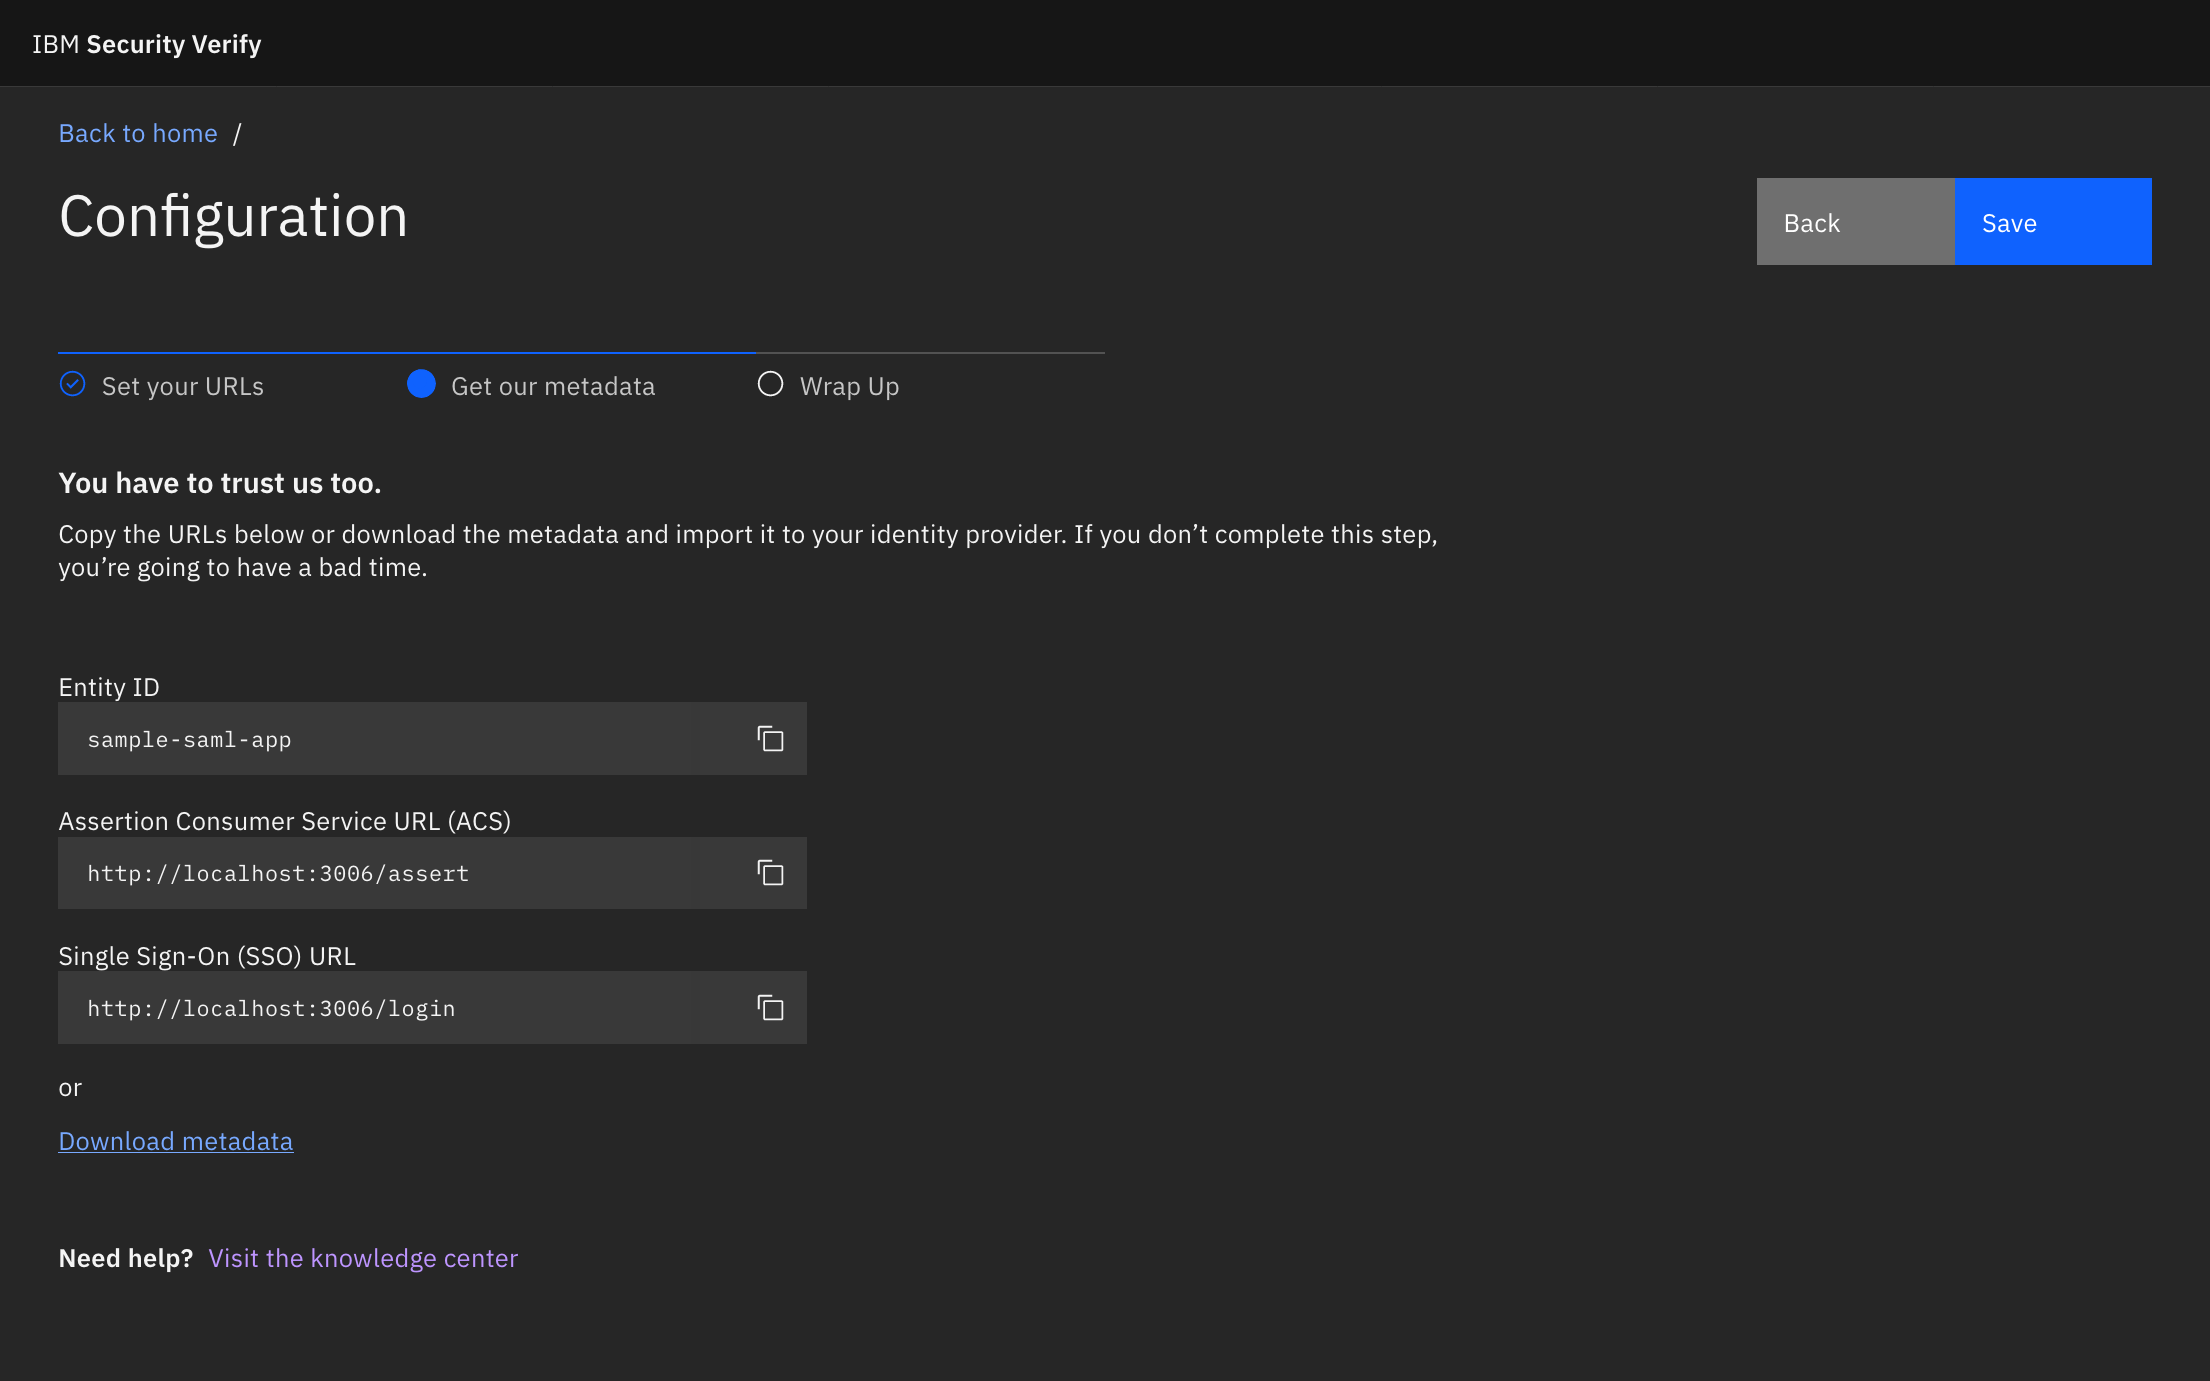 IBM Security Verify
Back to home /
Configuration
Back
Save
Set your URLs
Get our metadata
Wrap Up
You have to trust us too.
Copy the URLs below or download the metadata and import it to your identity provider. If you don’t complete this step,
you’re going to have a bad time.
Entity ID
sample-saml-app
Assertion Consumer Service URL (ACS)
http://localhost:3006/assert
Single Sign-On (SSO) URL
http://localhost:3006/login
or
Download metadata
Need help? Visit the knowledge center